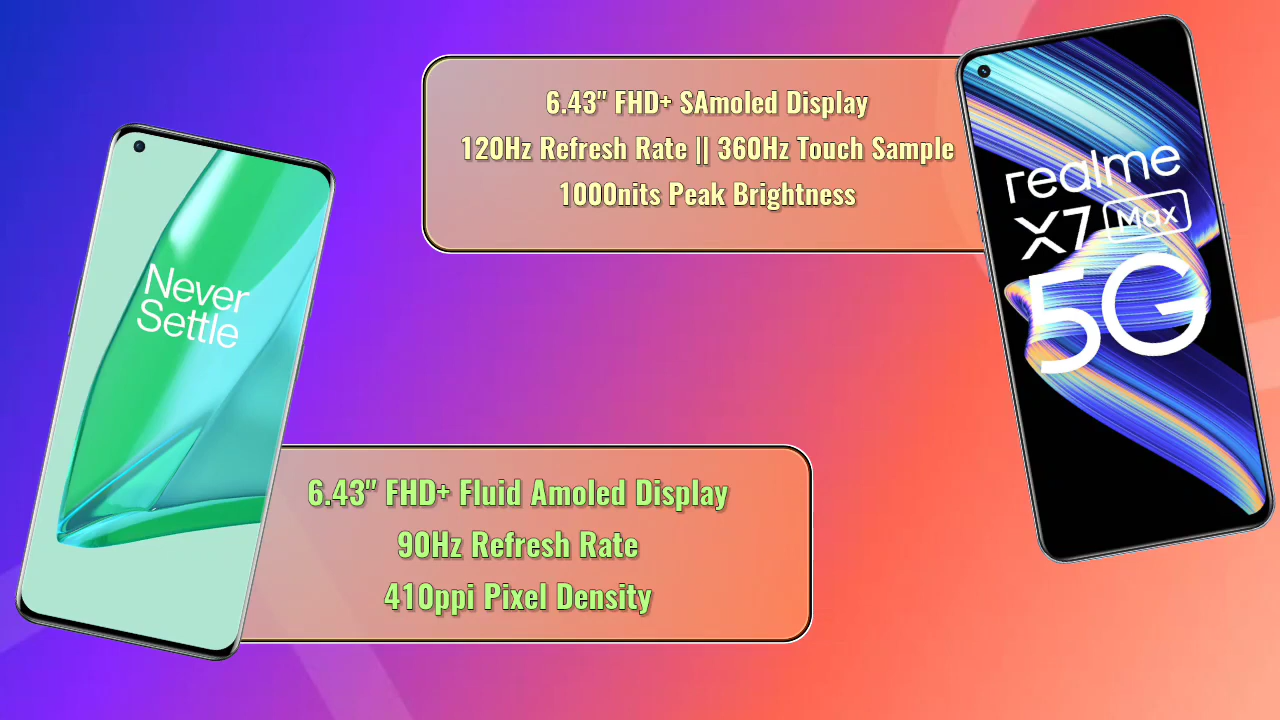 6.43" FHD+ SAmoled Display
120Hz Refresh Rate || 360Hz Touch Sample
1000nits Peak Brightness
realme
X7 Max
5G
Never
Settle
6.43" FHD+ Fluid Amoled Display
90Hz Refresh Rate
410ppi Pixel Density